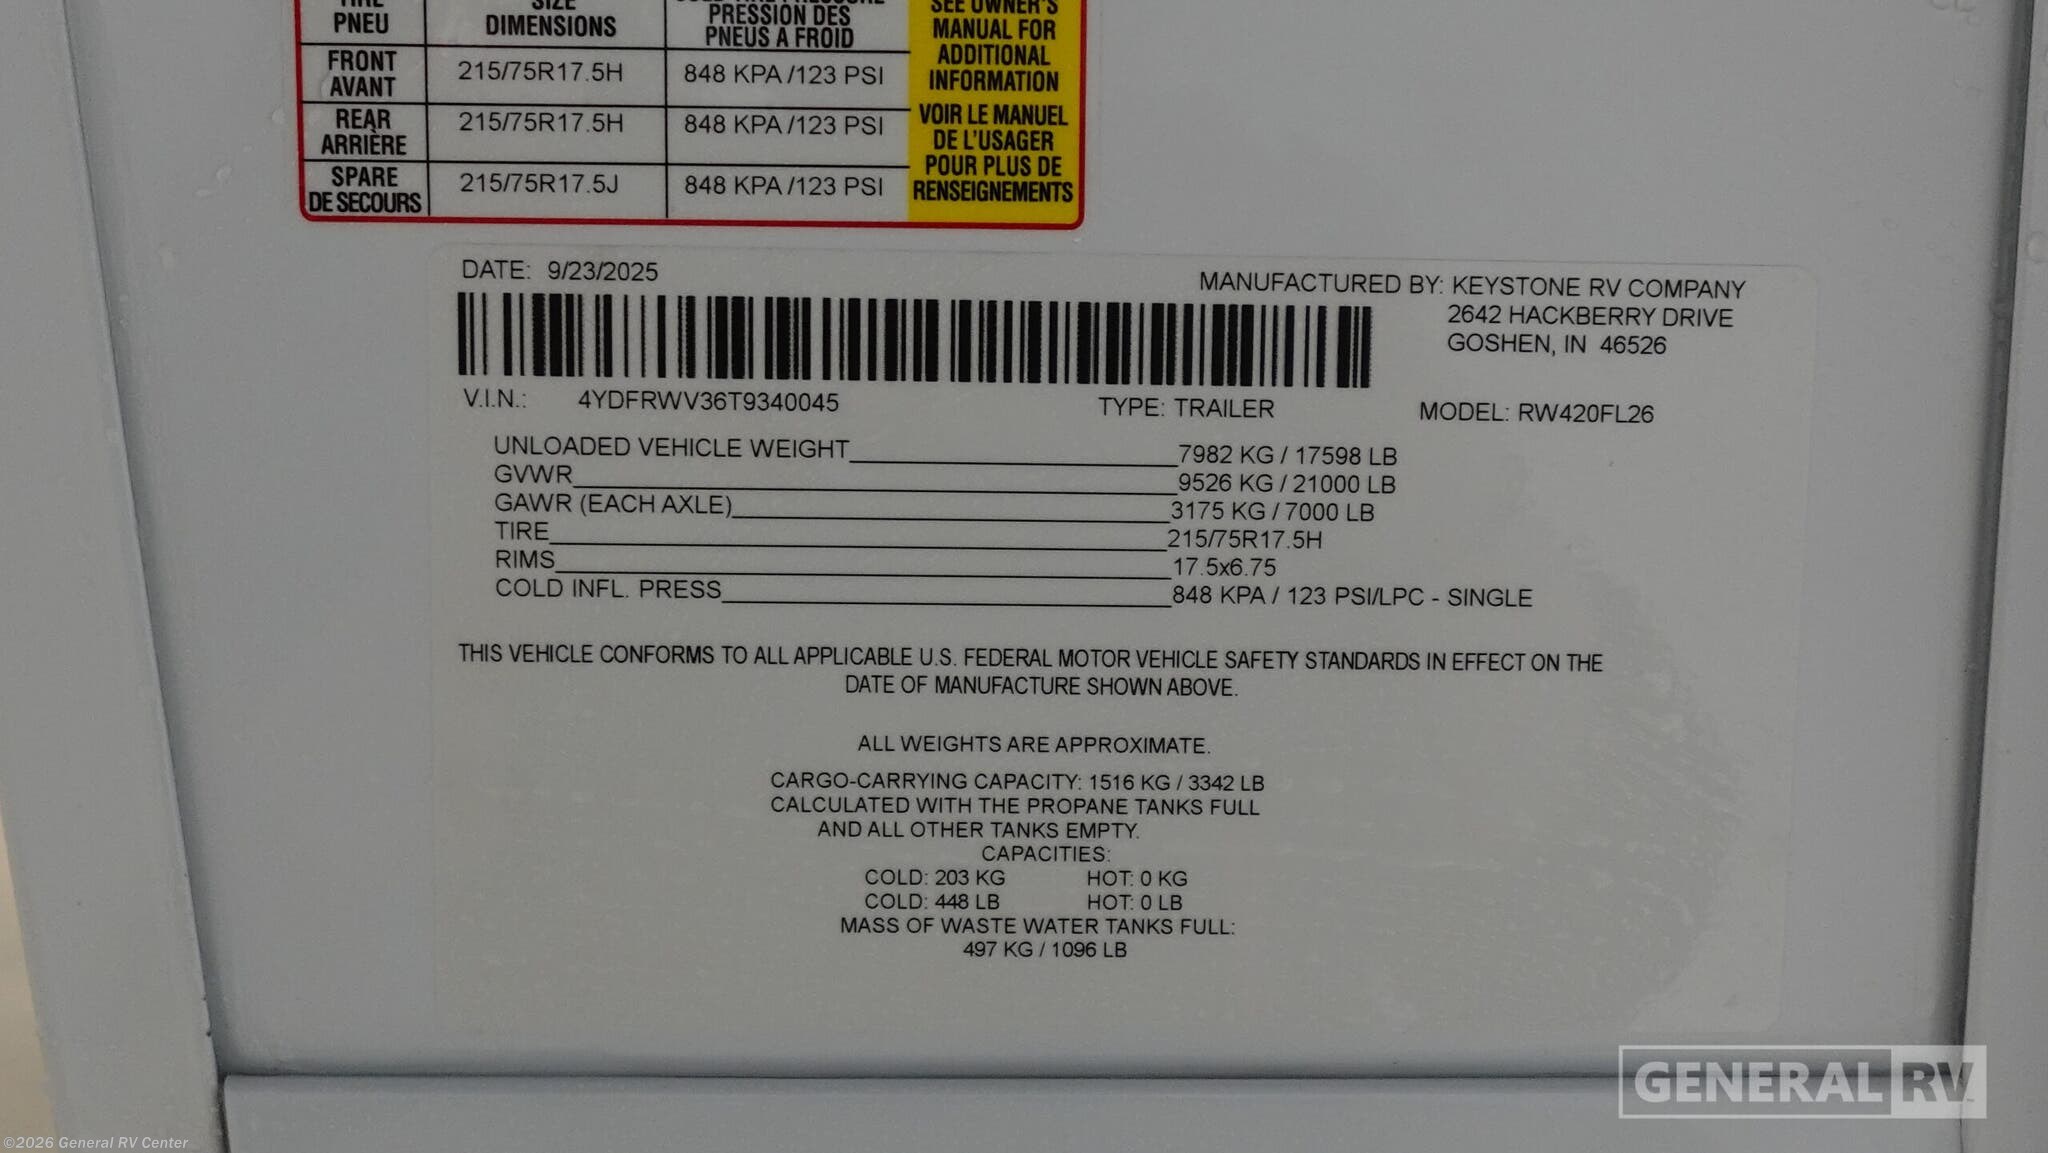 TIRE
PNEU
SIZE
DIMENSIONS
COLD TIRE PRESSURE
PRESSION DES
PNEUS A FROID
SEE OWNER'S
MANUAL FOR
ADDITIONAL
INFORMATION
FRONT
AVANT
215/75R17.5H
848 KPA /123 PSI
REAR
ARRIÈRE
215/75R17.5H
848 KPA /123 PSI
SPARE
DE SECOURS
215/75R17.5J
848 KPA /123 PSI
VOIR LE MANUEL
DE L'USAGER
POUR PLUS DE
RENSEIGNEMENTS
DATE: 9/23/2025
MANUFACTURED BY: KEYSTONE RV COMPANY
2642 HACKBERRY DRIVE
GOSHEN, IN 46526
V.I.N.: 4YDFRWV36T9340045 TYPE: TRAILER MODEL: RW420FL26
UNLOADED VEHICLE WEIGHT 7982 KG / 17598 LB
GVWR 9526 KG / 21000 LB
GAWR (EACH AXLE) 3175 KG / 7000 LB
TIRE 215/75R17.5H
RIMS 17.5x6.75
COLD INFL. PRESS 848 KPA / 123 PSI/LPC - SINGLE
THIS VEHICLE CONFORMS TO ALL APPLICABLE U.S. FEDERAL MOTOR VEHICLE SAFETY STANDARDS IN EFFECT ON THE
DATE OF MANUFACTURE SHOWN ABOVE.
ALL WEIGHTS ARE APPROXIMATE.
CARGO-CARRYING CAPACITY: 1516 KG / 3342 LB
CALCULATED WITH THE PROPANE TANKS FULL
AND ALL OTHER TANKS EMPTY.
CAPACITIES:
COLD: 203 KG HOT: 0 KG
COLD: 448 LB HOT: 0 LB
MASS OF WASTE WATER TANKS FULL:
497 KG / 1096 LB
GENERAL RV
©2026 General RV Center